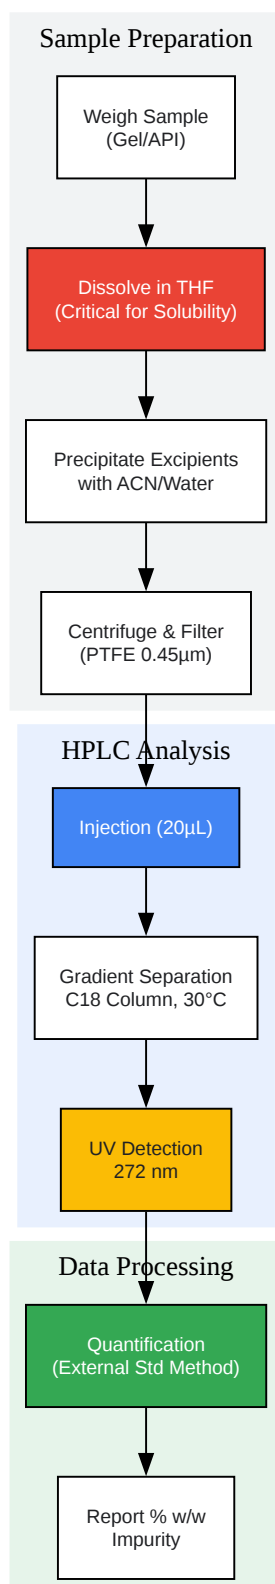 Sample Preparation
Weigh Sample
(Gel/API)
Dissolve in THF
(Critical for Solubility)
Precipitate Excipients
with ACN/Water
Centrifuge & Filter
(PTFE 0.45µm)
HPLC Analysis
Injection (20µL)
Gradient Separation
C18 Column, 30°C
UV Detection
272 nm
Data Processing
Quantification
(External Std Method)
Report % w/w
Impurity